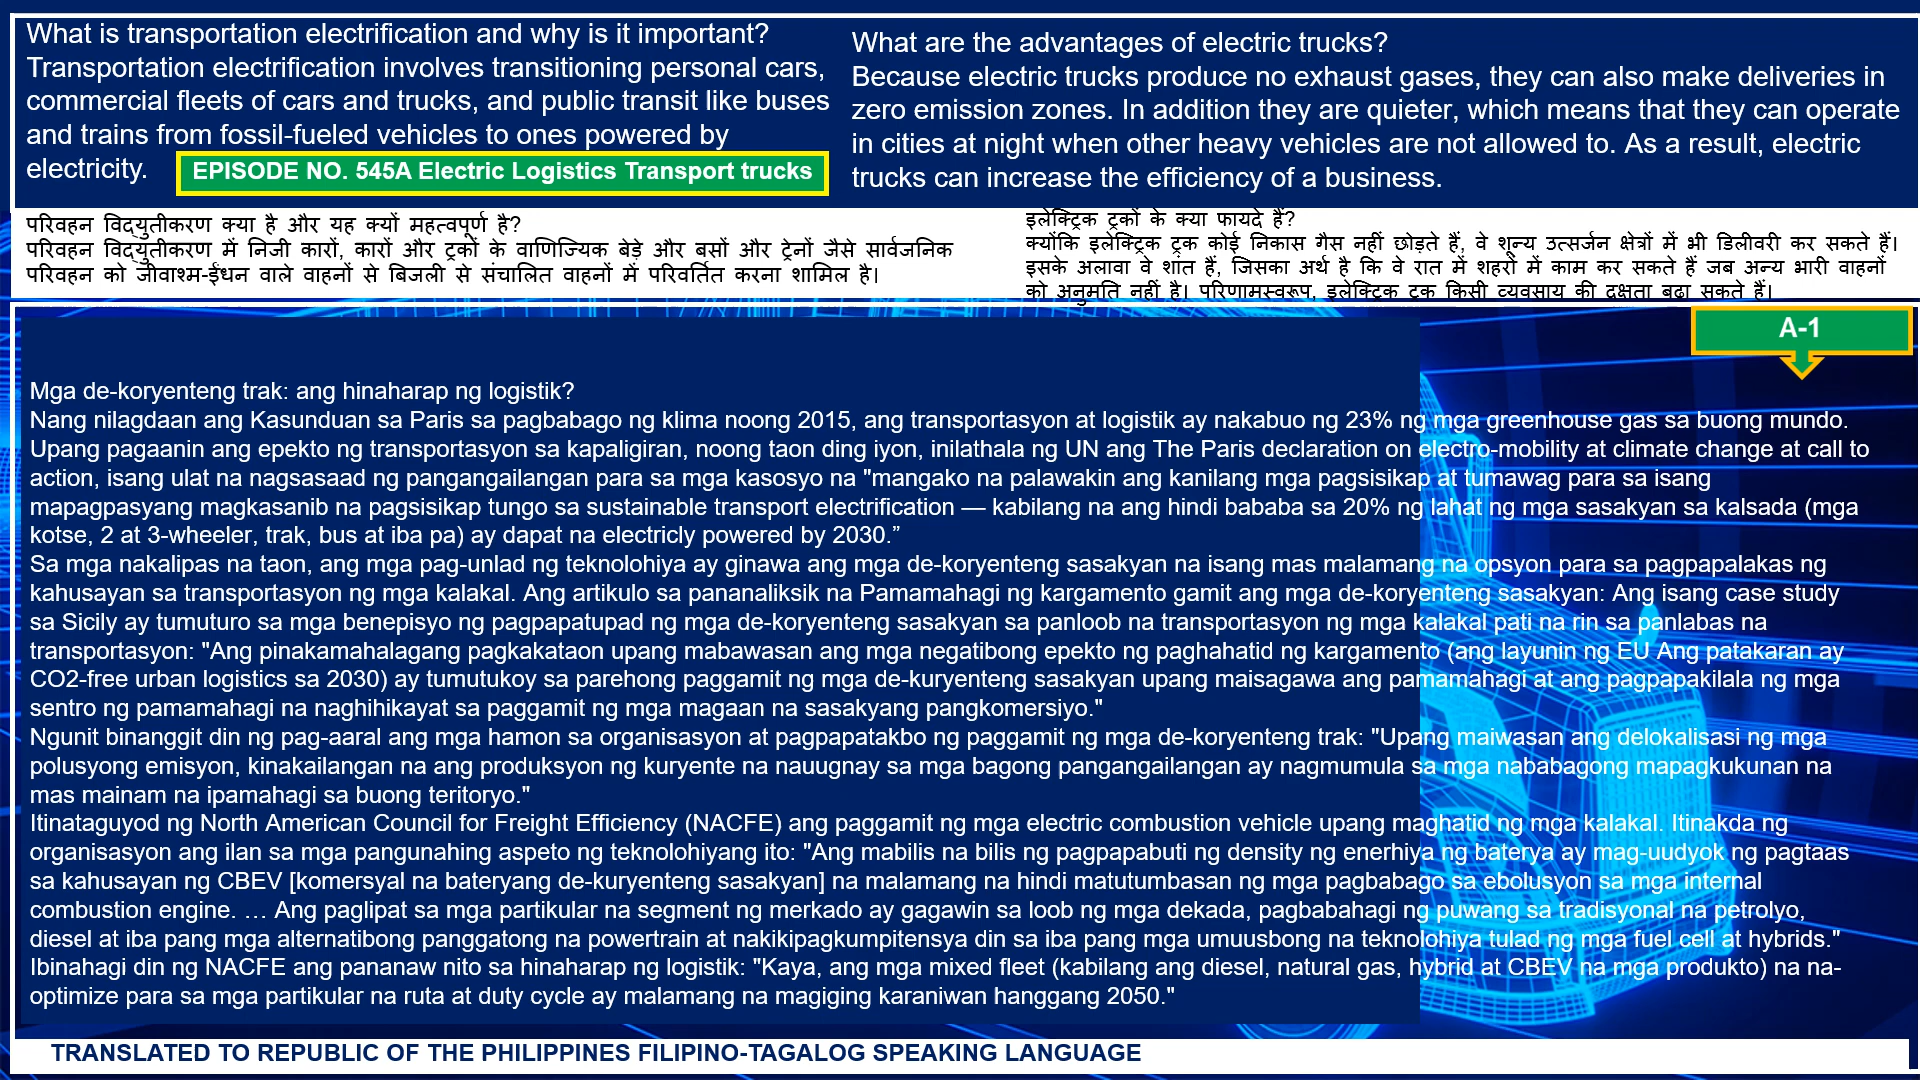 What is transportation electrification and why is it important?
Transportation electrification involves transitioning personal cars,
commercial fleets of cars and trucks, and public transit like buses
and trains from fossil-fueled vehicles to ones powered by
electricity.
EPISODE NO. 545A Electric Logistics Transport trucks
What are the advantages of electric trucks?
Because electric trucks produce no exhaust gases, they can also make deliveries in
zero emission zones. In addition they are quieter, which means that they can operate
in cities at night when other heavy vehicles are not allowed to. As a result, electric
trucks can increase the efficiency of a business.
परिवहन विद्युतीकरण क्या है और यह क्यों महत्वपूर्ण है?
परिवहन विद्युतीकरण में निजी कारों, कारों और ट्रकों के वाणिज्यिक बेड़े और बसों और ट्रेनों जैसे सार्वजनिक
परिवहन को जीवाश्म-ईंधन वाले वाहनों से बिजली से संचालित वाहनों में परिवर्तित करना शामिल है।
इलेक्ट्रिक ट्रकों के क्या फायदे हैं?
क्योंकि इलेक्ट्रिक ट्रक कोई निकास गैस नहीं छोड़ते हैं, वे शून्य उत्सर्जन क्षेत्रों में भी डिलीवरी कर सकते हैं।
इसके अलावा वे शांत हैं, जिसका अर्थ है कि वे रात में शहरों में काम कर सकते हैं जब अन्य भारी वाहनों
को अनुमति नहीं है। परिणामस्वरूप, इलेक्ट्रिक ट्रक किसी व्यवसाय की दक्षता बढ़ा सकते हैं।
A-1
Mga de-koryenteng trak: ang hinaharap ng logistik?
Nang nilagdaan ang Kasunduan sa Paris sa pagbabago ng klima noong 2015, ang transportasyon at logistik ay nakabuo ng 23% ng mga greenhouse gas sa buong mundo.
Upang pagaanin ang epekto ng transportasyon sa kapaligiran, noong taon ding iyon, inilathala ng UN ang The Paris declaration on electro-mobility at climate change at call to
action, isang ulat na nagsasaad ng pangangailangan para sa mga kasosyo na "mangako na palawakin ang kanilang mga pagsisikap at tumawag para sa isang
mapagpasyang magkasanib na pagsisikap tungo sa sustainable transport electrification — kabilang na ang hindi bababa sa 20% ng lahat ng mga sasakyan sa kalsada (mga
kotse, 2 at 3-wheeler, trak, bus at iba pa) ay dapat na electricly powered by 2030.”
Sa mga nakalipas na taon, ang mga pag-unlad ng teknolohiya ay ginawa ang mga de-koryenteng sasakyan na isang mas malamang na opsyon para sa pagpapalakas ng
kahusayan sa transportasyon ng mga kalakal. Ang artikulo sa pananaliksik na Pamamahagi ng kargamento gamit ang mga de-koryenteng sasakyan: Ang isang case study
sa Sicily ay tumuturo sa mga benepisyo ng pagpapatupad ng mga de-koryenteng sasakyan sa panloob na transportasyon ng mga kalakal pati na rin sa panlabas na
transportasyon: "Ang pinakamahalagang pagkakataon upang mabawasan ang mga negatibong epekto ng paghahatid ng kargamento (ang layunin ng EU Ang patakaran ay
CO2-free urban logistics sa 2030) ay tumutukoy sa parehong paggamit ng mga de-kuryenteng sasakyan upang maisagawa ang pamamahagi at ang pagpapakilala ng mga
sentro ng pamamahagi na naghihikayat sa paggamit ng mga magaan na sasakyang pangkomersiyo."
Ngunit binanggit din ng pag-aaral ang mga hamon sa organisasyon at pagpapatakbo ng paggamit ng mga de-koryenteng trak: "Upang maiwasan ang delokalisasi ng mga
polusyong emisyon, kinakailangan na ang produksyon ng kuryente na nauugnay sa mga bagong pangangailangan ay nagmumula sa mga nababagong mapagkukunan na
mas mainam na ipamahagi sa buong teritoryo."
Itinataguyod ng North American Council for Freight Efficiency (NACFE) ang paggamit ng mga electric combustion vehicle upang maghatid ng mga kalakal. Itinakda ng
organisasyon ang ilan sa mga pangunahing aspeto ng teknolohiyang ito: "Ang mabilis na bilis ng pagpapabuti ng density ng enerhiya ng baterya ay mag-uudyok ng pagtaas
sa kahusayan ng CBEV [komersyal na bateryang de-kuryenteng sasakyan] na malamang na hindi matutumbasan ng mga pagbabago sa ebolusyon sa mga internal
combustion engine. … Ang paglipat sa mga partikular na segment ng merkado ay gagawin sa loob ng mga dekada, pagbabahagi ng puwang sa tradisyonal na petrolyo,
diesel at iba pang mga alternatibong panggatong na powertrain at nakikipagkumpitensya din sa iba pang mga umuusbong na teknolohiya tulad ng mga fuel cell at hybrids."
Ibinahagi din ng NACFE ang pananaw nito sa hinaharap ng logistik: "Kaya, ang mga mixed fleet (kabilang ang diesel, natural gas, hybrid at CBEV na mga produkto) na na-
optimize para sa mga partikular na ruta at duty cycle ay malamang na magiging karaniwan hanggang 2050."
TRANSLATED TO REPUBLIC OF THE PHILIPPINES FILIPINO-TAGALOG SPEAKING LANGUAGE